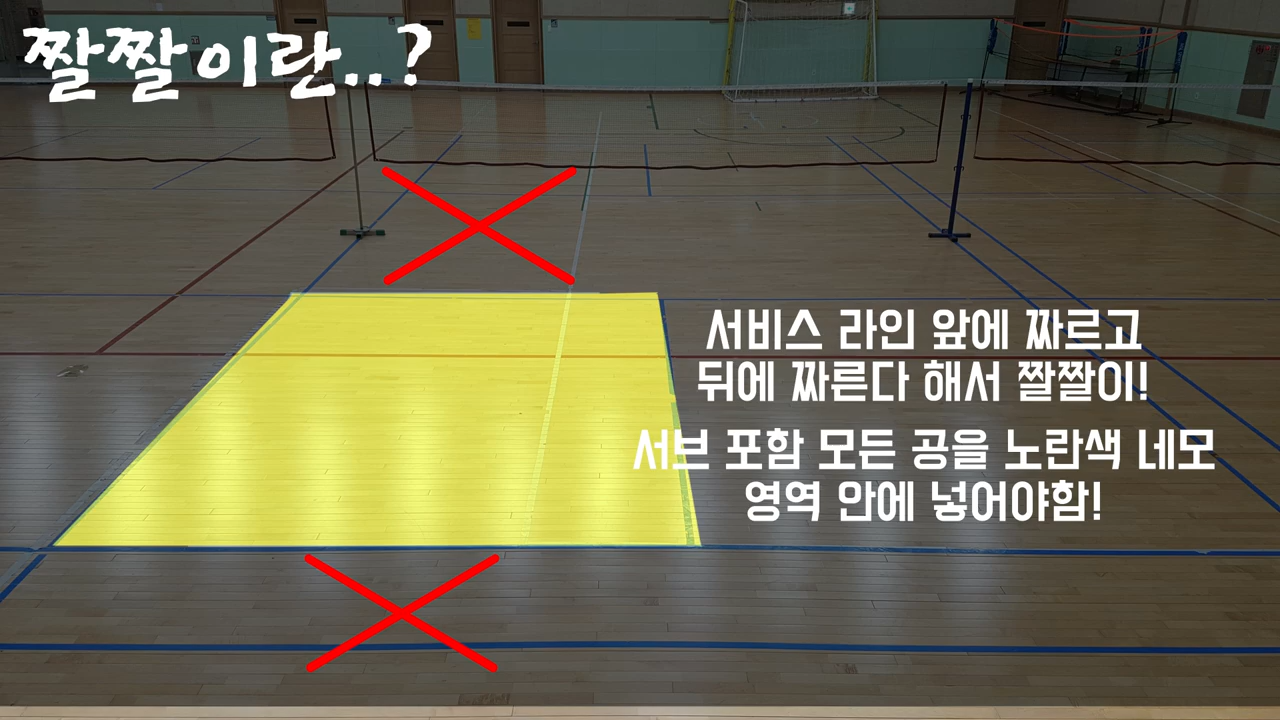 짤짤이란..?
서비스 라인 앞에 짜르고
뒤에 짜른다 해서 짤짤이!
서브 포함 모든 공을 노란색 네모
영역 안에 넣어야함!